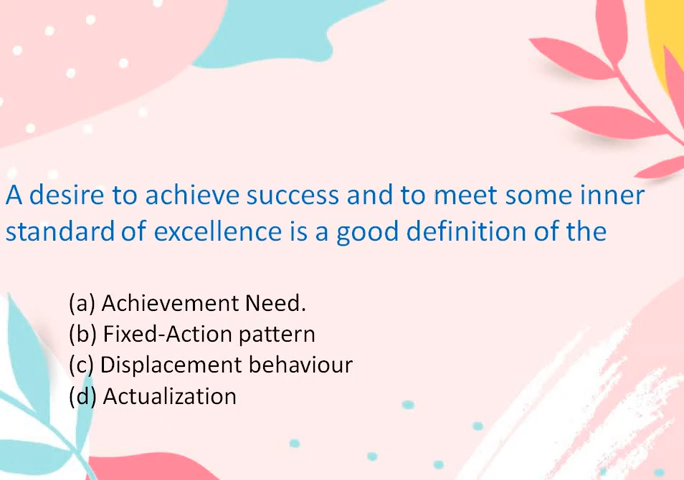 A desire to achieve success and to meet some inner
standard of excellence is a good definition of the
(a) Achievement Need.
(b) Fixed-Action pattern
(c) Displacement behaviour
(d) Actualization